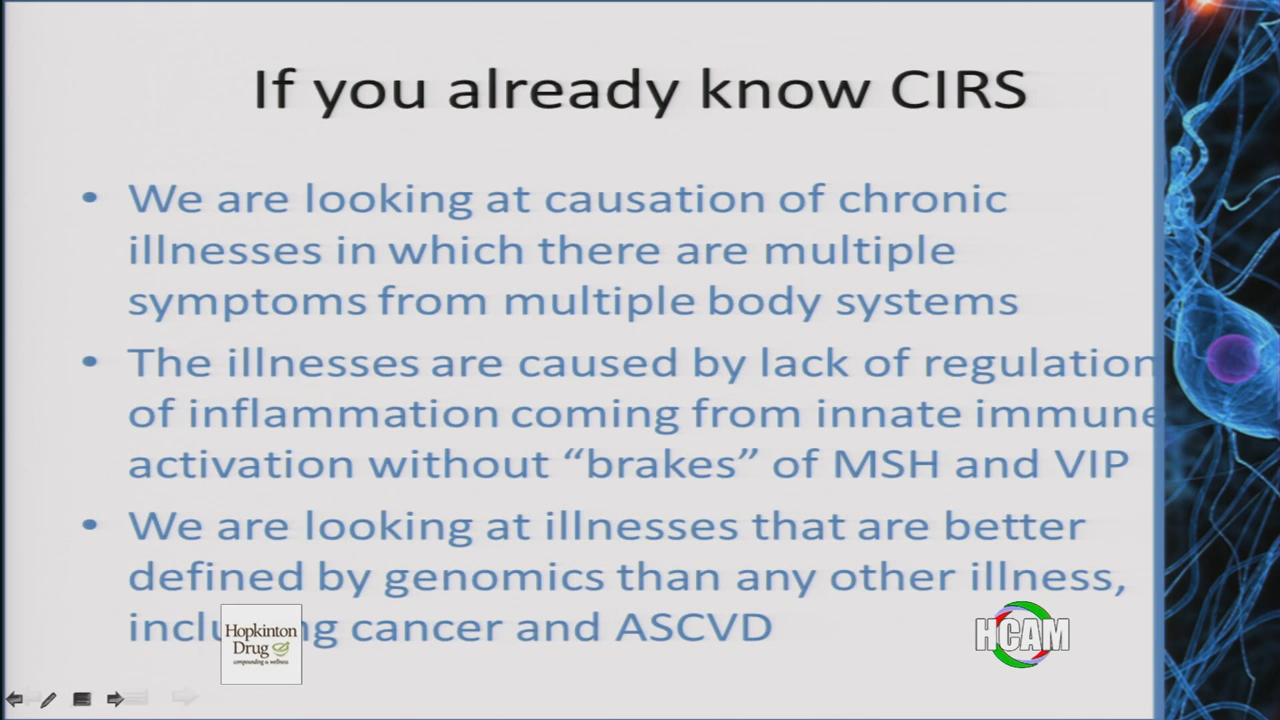 If you already know CIRS
• We are looking at causation of chronic
illnesses in which there are multiple
symptoms from multiple body systems
• The illnesses are caused by lack of regulation
of inflammation coming from innate immune
activation without “brakes” of MSH and VIP
• We are looking at illnesses that are better
defined by genomics than any other illness,
cancer and ASCVD
Hopkinton
Drug
compounding & wellness
HCAM